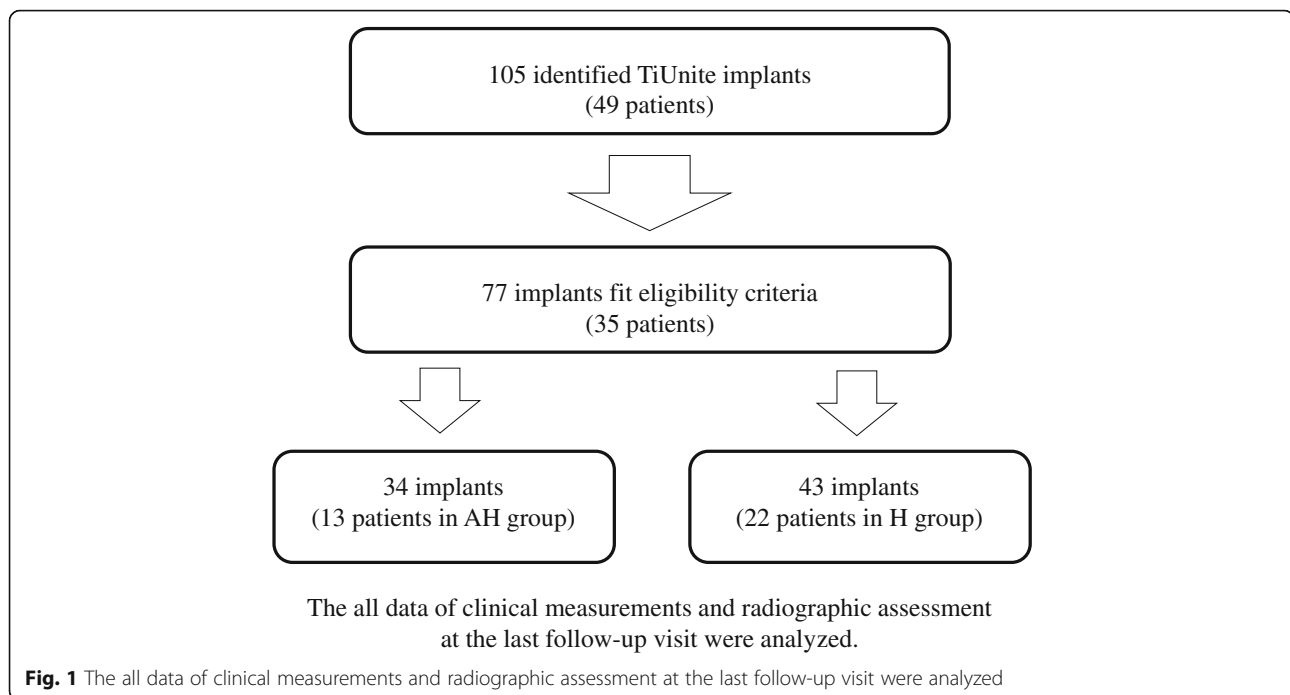 105 identified TiUnite implants
(49 patients)
77 implants fit eligibility criteria
(35 patients)
34 implants
(13 patients in AH group)
43 implants
(22 patients in H group)
The all data of clinical measurements and radiographic assessment
at the last follow-up visit were analyzed.
Fig. 1 The all data of clinical measurements and radiographic assessment at the last follow-up visit were analyzed